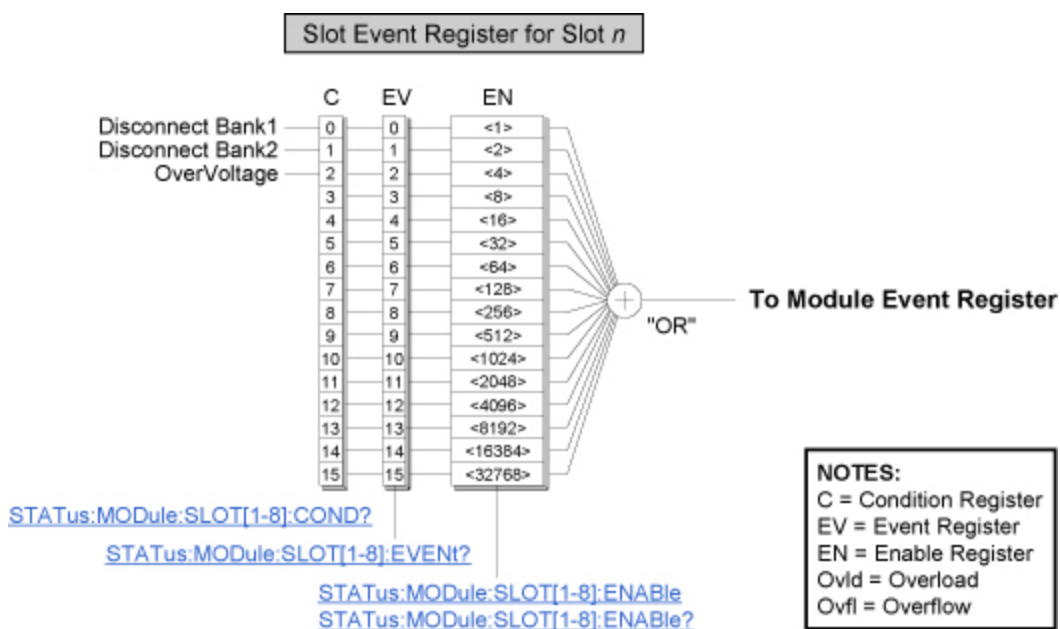 Slot Event Register for Slot n
C EV EN
Disconnect Bank1 0 0 <1>
Disconnect Bank2 1 1 <2>
OverVoltage 2 2 <4>
3 3 <8>
4 4 <16>
5 5 <32>
6 6 <64>
7 7 <128>
8 8 <256>
9 9 <512>
10 10 <1024>
11 11 <2048>
12 12 <4096>
13 13 <8192>
14 14 <16384>
15 15 <32768>
+
"OR"
To Module Event Register
STATus:MODule:SLOT[1-8]:COND?
STATus:MODule:SLOT[1-8]:EVENt?
STATus:MODule:SLOT[1-8]:ENABle
STATus:MODule:SLOT[1-8]:ENABle?
NOTES:
C = Condition Register
EV = Event Register
EN = Enable Register
Ovld = Overload
Ovfl = Overflow